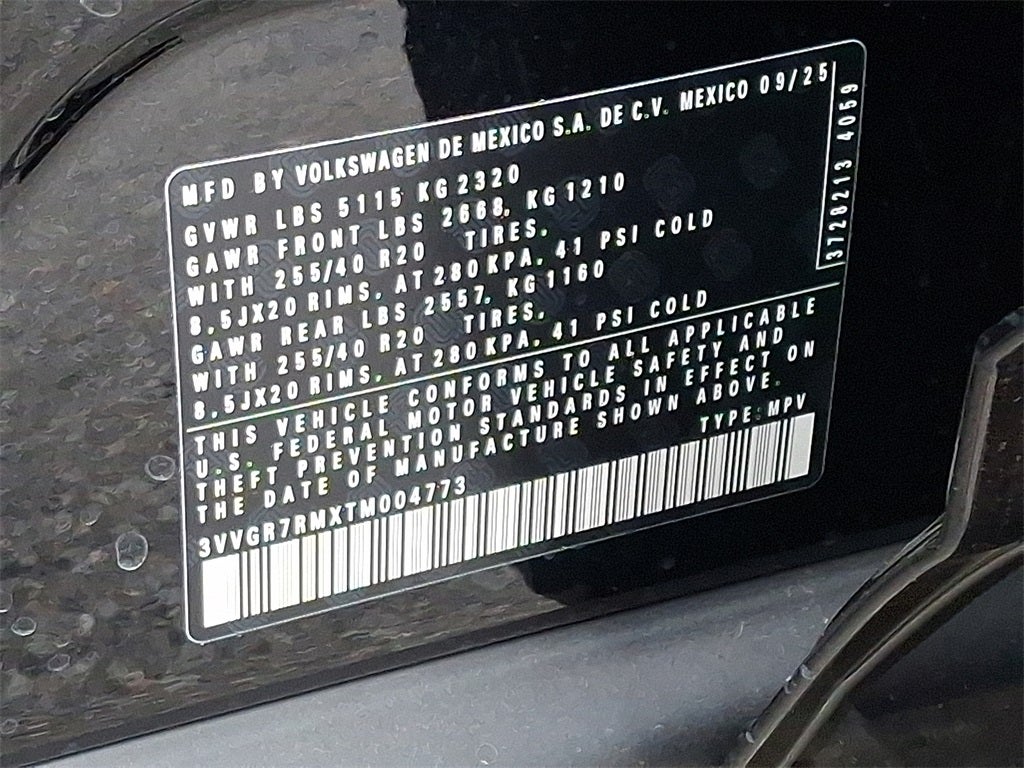 MFD BY VOLKSWAGEN DE MEXICO S.A. DE C.V. MEXICO 09/25
GVWR LBS 5115 KG 2320
GAWR FRONT LBS 2668, KG 1210
WITH 255/40 R20 TIRES.
8.5JX20 RIMS, AT 280 KPA, 41 PSI COLD
GAWR REAR LBS 2557, KG 1160
WITH 255/40 R20 TIRES.
8.5JX20 RIMS, AT 280 KPA, 41 PSI COLD
3728213 4059
THIS VEHICLE CONFORMS TO ALL APPLICABLE
U.S. FEDERAL MOTOR VEHICLE SAFETY AND
THEFT PREVENTION STANDARDS IN EFFECT ON
THE DATE OF MANUFACTURE SHOWN ABOVE.
TYPE: MPV
3VVGR7RMXTM004773